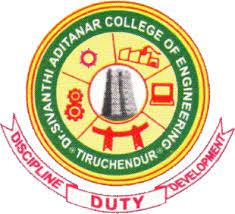 Dr.SIVANTHI ADITANAR COLLEGE OF ENGINEERING
TIRUCHENDUR
DISCIPLINE
DUTY
DEVELOPMENT